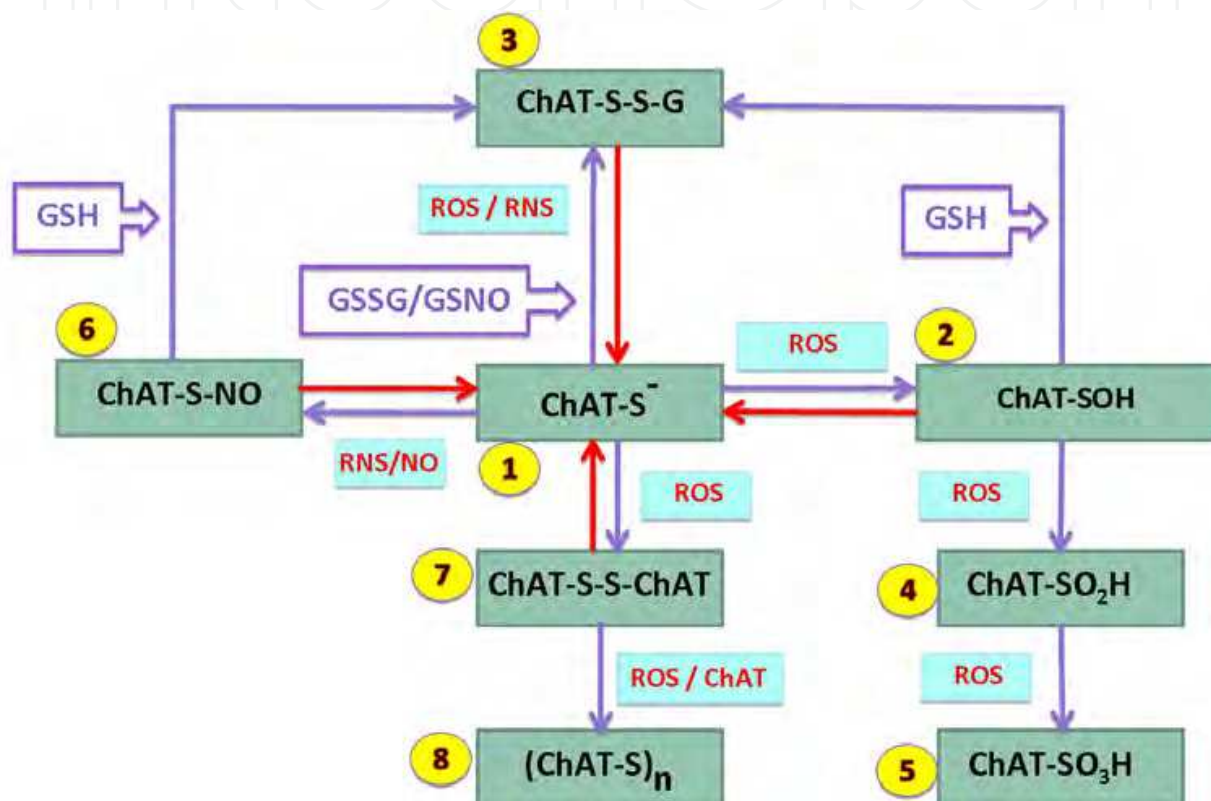 3
ChAT-S-S-G
GSH
ROS / RNS
GSH
GSSG/GSNO
6
2
ROS
ChAT-S-NO
ChAT-S⁻
ChAT-SOH
RNS/NO
1
ROS
ROS
7
ChAT-S-S-ChAT
4
ChAT-SO₂H
ROS / ChAT
ROS
8
(ChAT-S)ₙ
5
ChAT-SO₃H